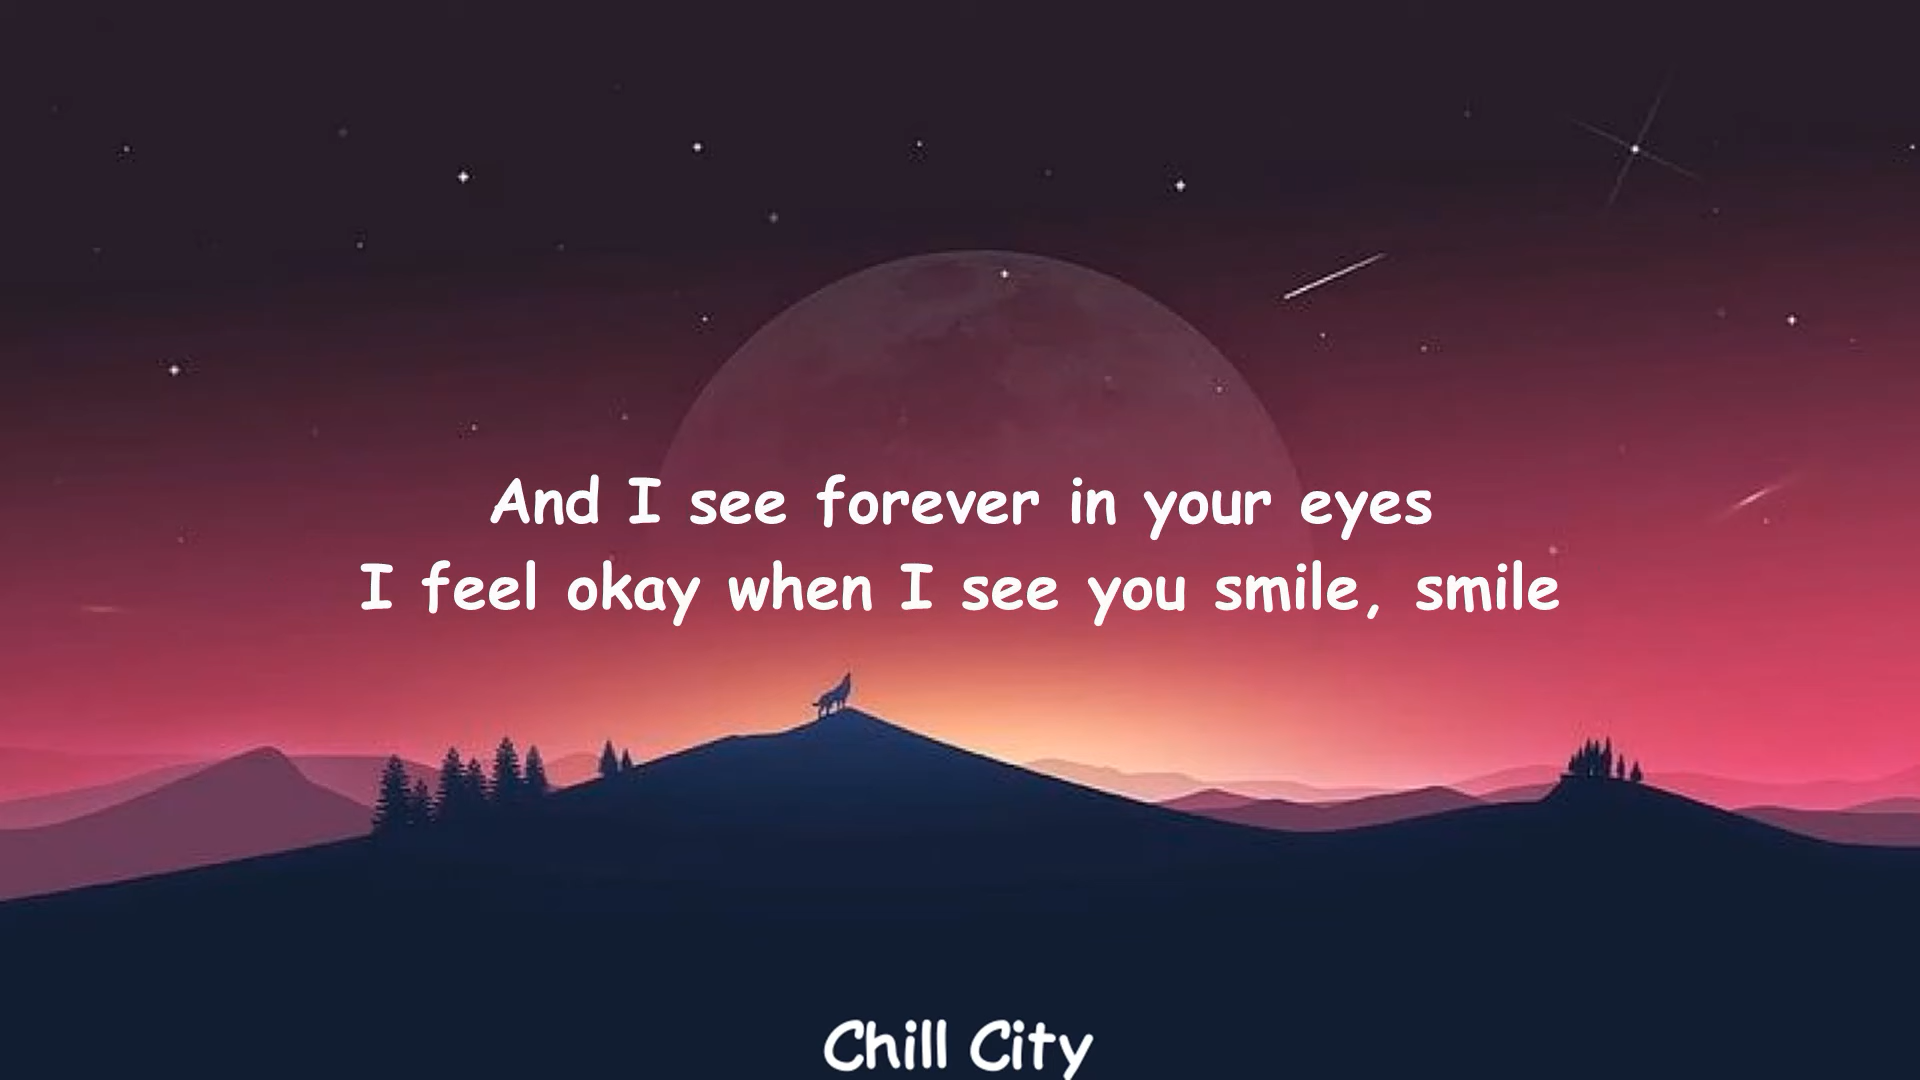 And I see forever in your eyes
I feel okay when I see you smile, smile
Chill City